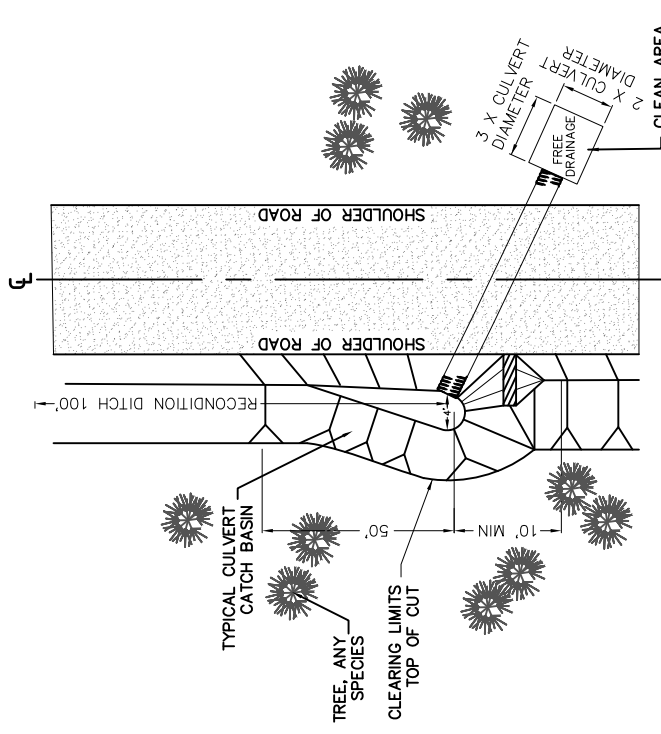 ℄
SHOULDER OF ROAD
SHOULDER OF ROAD
RECONDITION DITCH 100'
3 X CULVERT
DIAMETER
2 X CULVERT
DIAMETER
FREE
DRAINAGE
CLEAN AREA
4'
TYPICAL CULVERT
CATCH BASIN
50'
10' MIN
TREE, ANY
SPECIES
CLEARING LIMITS
TOP OF CUT